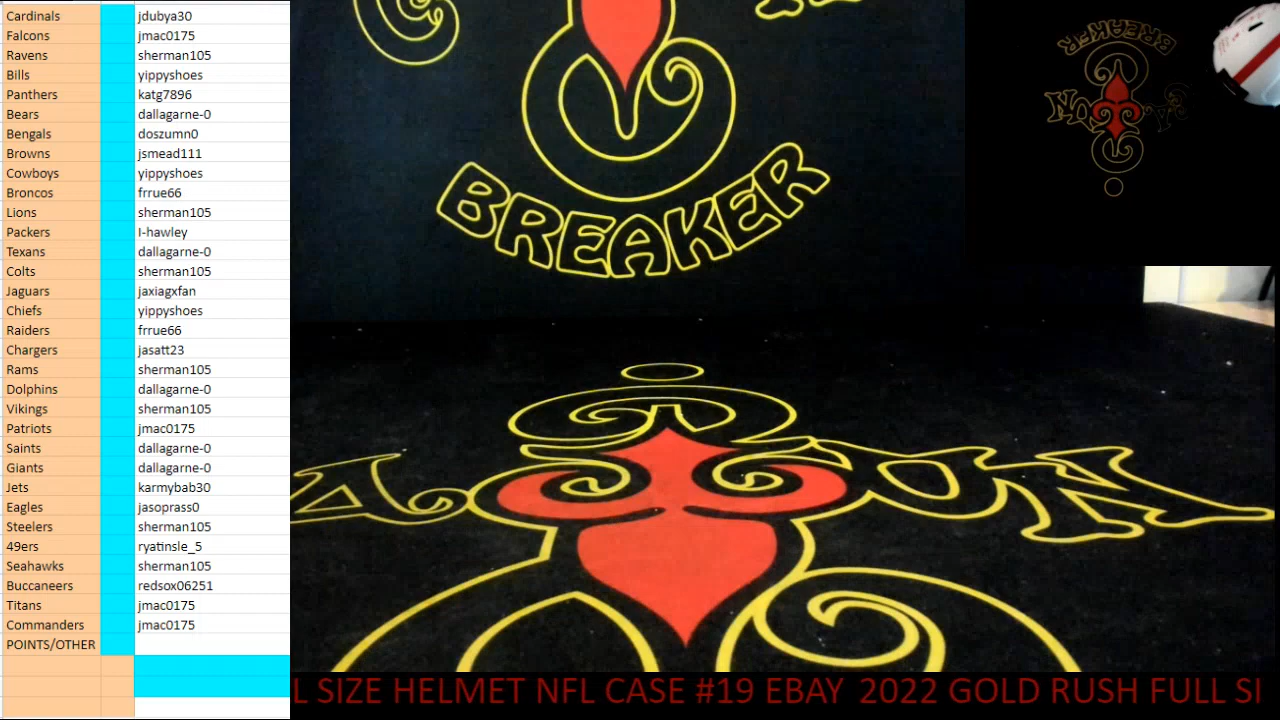 Cardinals jdubya30
Falcons jmac0175
Ravens sherman105
Bills yippyshoes
Panthers katg7896
Bears dallagarne-0
Bengals doszumn0
Browns jsmead111
Cowboys yippyshoes
Broncos frrue66
Lions sherman105
Packers I-hawley
Texans dallagarne-0
Colts sherman105
Jaguars jaxiagxfan
Chiefs yippyshoes
Raiders frrue66
Chargers jasatt23
Rams sherman105
Dolphins dallagarne-0
Vikings sherman105
Patriots jmac0175
Saints dallagarne-0
Giants dallagarne-0
Jets karmybab30
Eagles jasoprass0
Steelers sherman105
49ers ryatinsle_5
Seahawks sherman105
Buccaneers redsox06251
Titans jmac0175
Commanders jmac0175
POINTS/OTHER
BREAKER
BREAKER
L SIZE HELMET NFL CASE #19 EBAY 2022 GOLD RUSH FULL SI